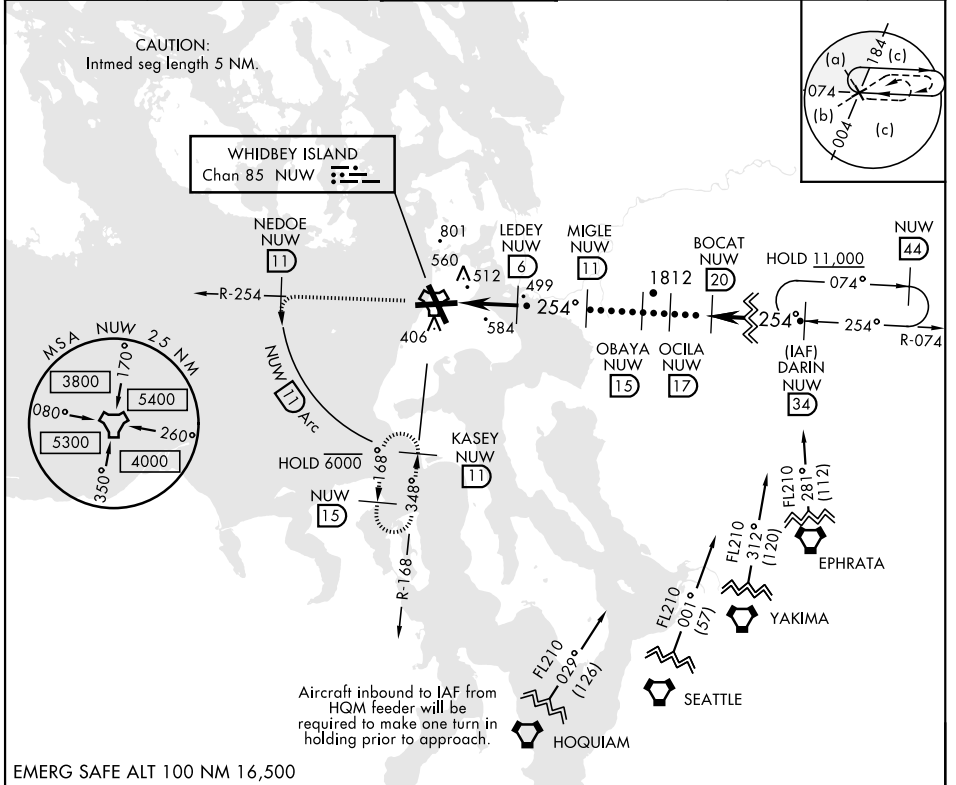 CAUTION:
Intmed seg length 5 NM.
(a)
184
(c)
074
(b)
004
(c)
WHIDBEY ISLAND
Chan 85 NUW
NEDOE
NUW
11
R-254
801
560
512
499
406
584
LEDEY
NUW
6
254°
MIGLE
NUW
11
1812
OBAYA
NUW
15
OCILA
NUW
17
BOCAT
NUW
20
HOLD 11,000
074°
NUW
44
254°
254°
R-074
(IAF)
DARIN
NUW
34
MSA NUW 25 NM
170°
3800
5400
080°
260°
5300
4000
350°
NUW 11 Arc
HOLD 6000
168°
348°
KASEY
NUW
11
NUW
15
R-168
FL210
281°
(112)
EPHRATA
FL210
312°
(120)
YAKIMA
FL210
001°
(57)
SEATTLE
FL210
029°
(126)
HOQUIAM
Aircraft inbound to IAF from
HQM feeder will be
required to make one turn in
holding prior to approach.
EMERG SAFE ALT 100 NM 16,500